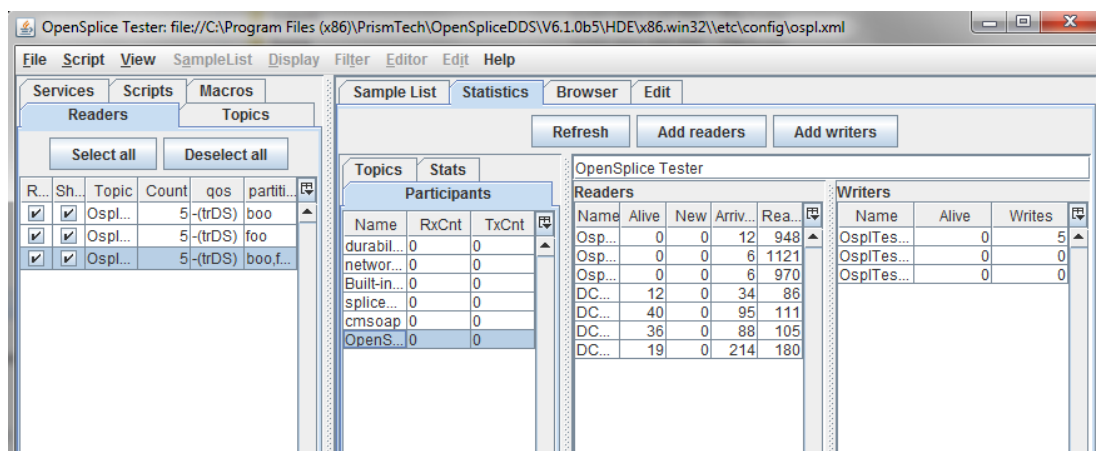 OpenSplice Tester: file://C:\Program Files (x86)\PrismTech\OpenSpliceDDS\V6.1.0b5\HDE\x86.win32\\etc\config\ospl.xml
File Script View SampleList Display Filter Editor Edit Help
Services Scripts Macros
Readers Topics
Select all Deselect all
R... Sh... Topic Count qos partiti...
Ospl... 5 -(trDS) boo
Ospl... 5 -(trDS) foo
Ospl... 5 -(trDS) boo,f...
Sample List Statistics Browser Edit
Refresh Add readers Add writers
Topics Stats
Participants
Name RxCnt TxCnt
durabil... 0 0
networ... 0 0
Built-in... 0 0
splice... 0 0
cmsoap 0 0
OpenS... 0 0
OpenSplice Tester
Readers
Name Alive New Arriv... Rea...
Osp... 0 0 12 948
Osp... 0 0 6 1121
Osp... 0 0 6 970
DC... 12 0 34 86
DC... 40 0 95 111
DC... 36 0 88 105
DC... 19 0 214 180
Writers
Name Alive Writes
OsplTes... 0 5
OsplTes... 0 0
OsplTes... 0 0